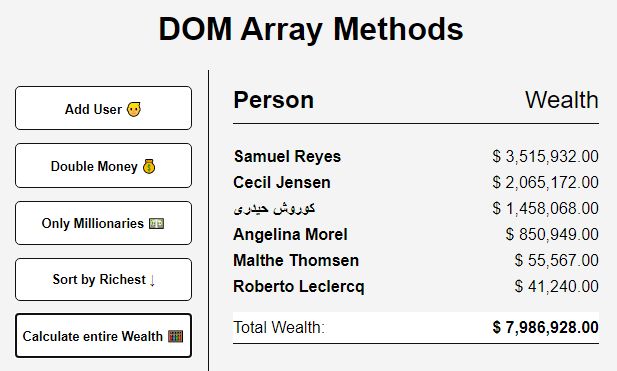 DOM Array Methods
Add User 👱
Double Money 💰
Only Millionaires 💵
Sort by Richest ↓
Calculate entire Wealth 🧮
Person Wealth
Samuel Reyes $ 3,515,932.00
Cecil Jensen $ 2,065,172.00
کوروش حیدری $ 1,458,068.00
Angelina Morel $ 850,949.00
Malthe Thomsen $ 55,567.00
Roberto Leclercq $ 41,240.00
Total Wealth: $ 7,986,928.00